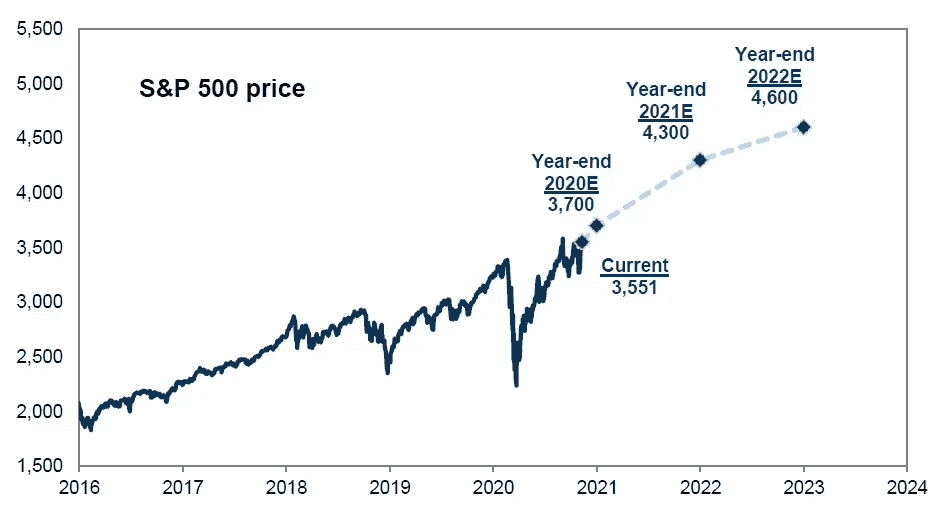 5,500
5,000
4,500
4,000
3,500
3,000
2,500
2,000
1,500
S&P 500 price
Year-end
2020E
3,700
Year-end
2021E
4,300
Year-end
2022E
4,600
Current
3,551
2016 2017 2018 2019 2020 2021 2022 2023 2024